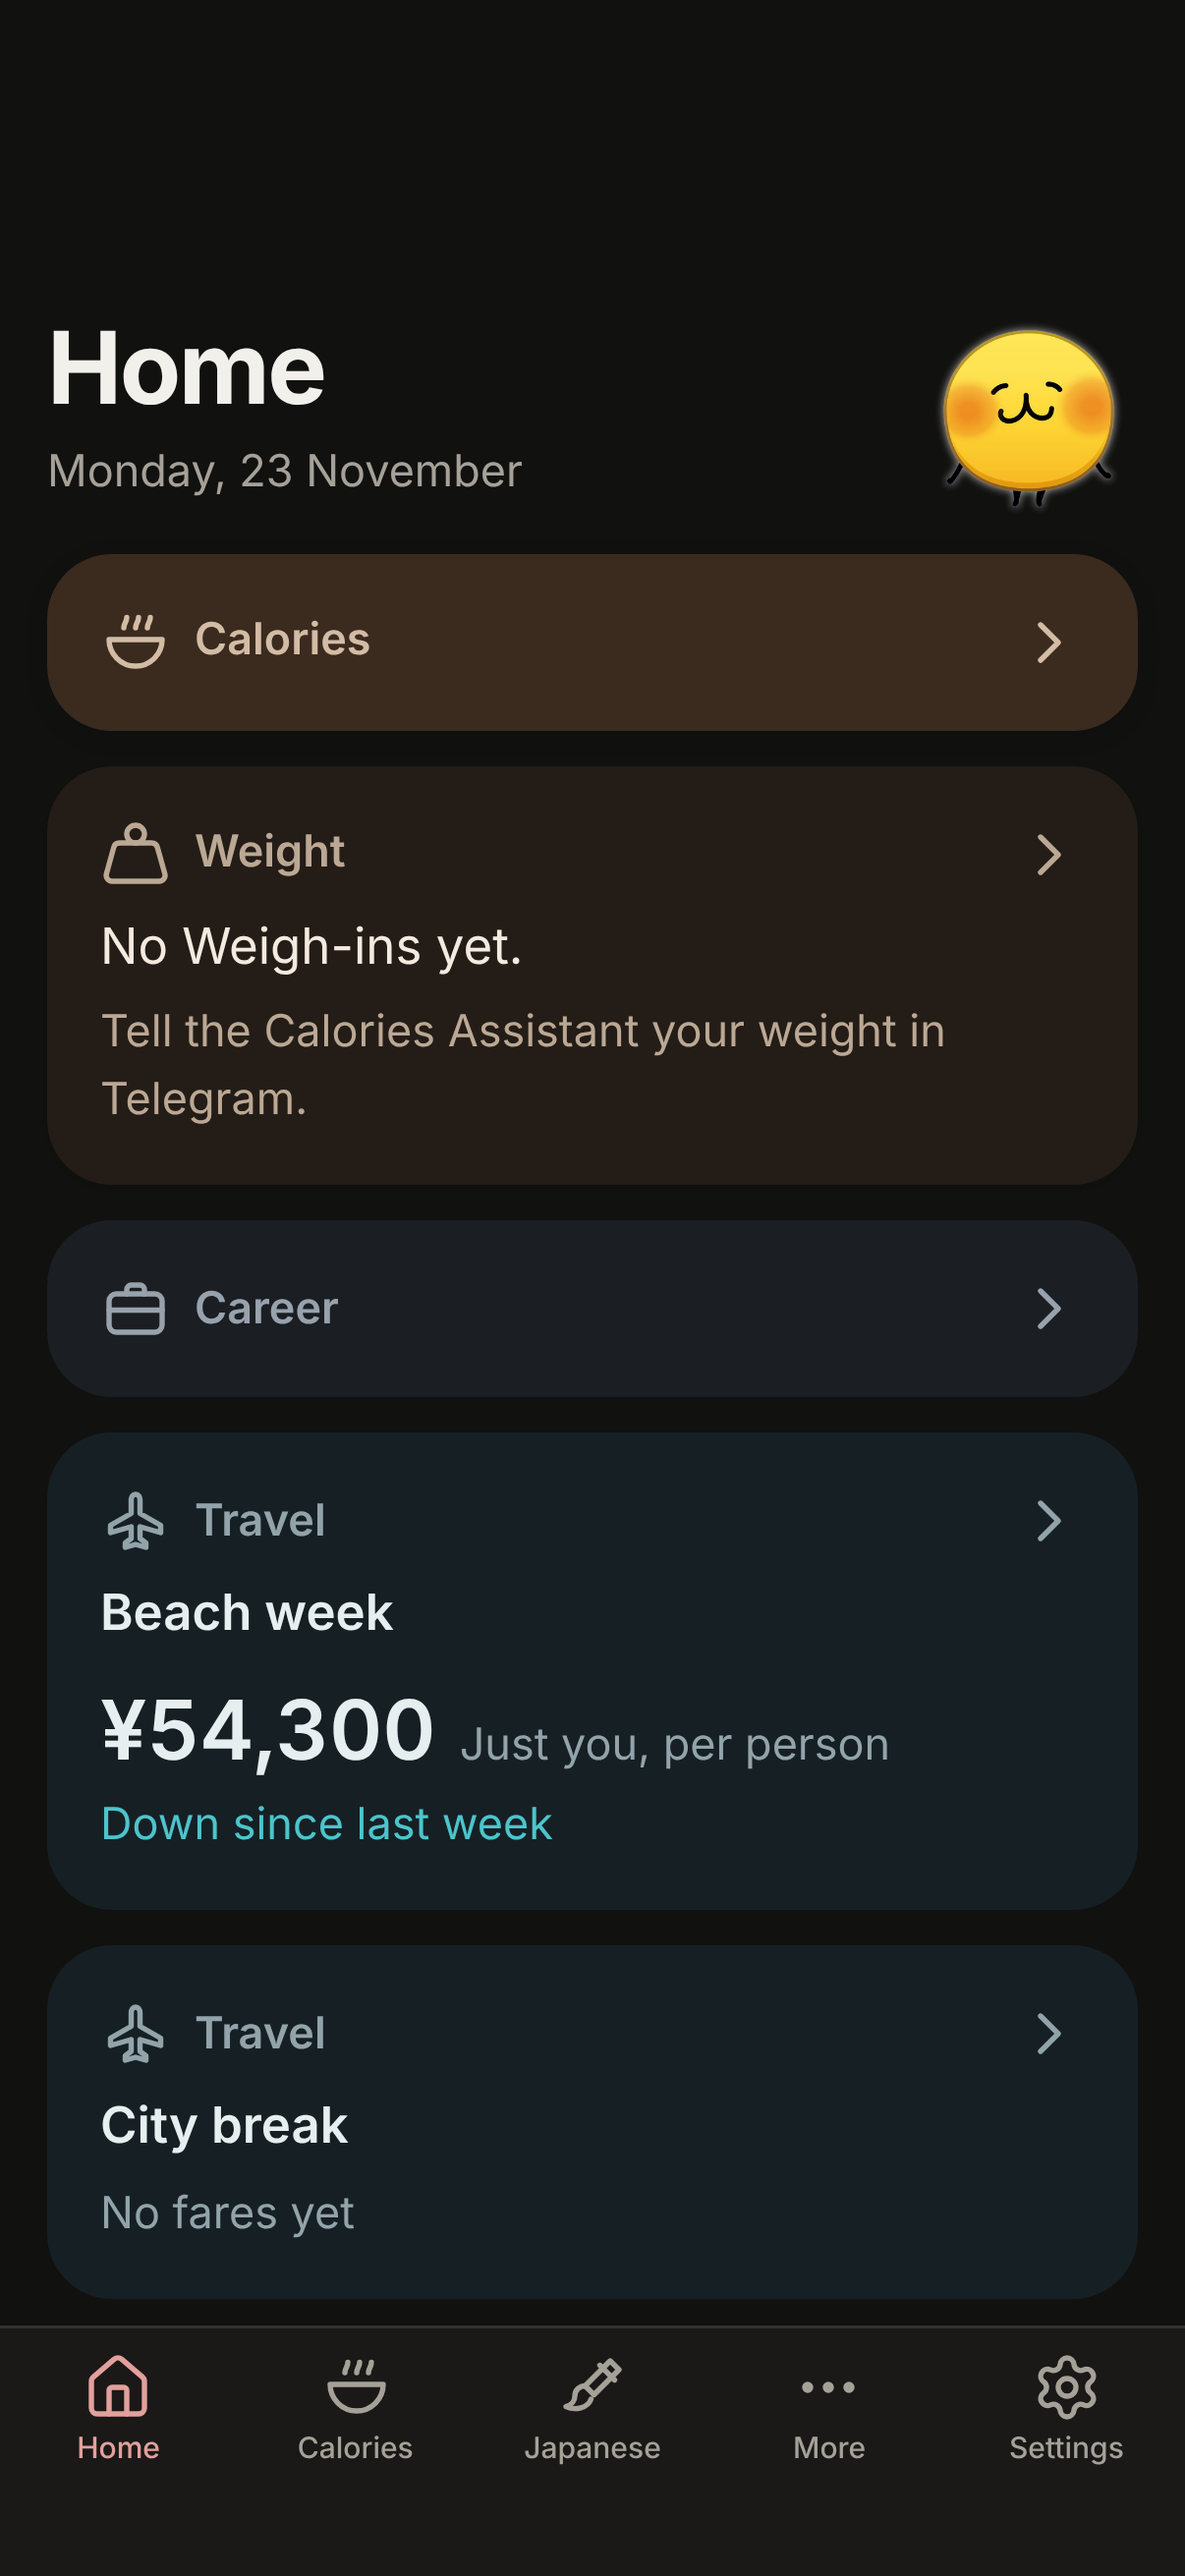 Home
Monday, 23 November
Calories
Weight
No Weigh-ins yet.
Tell the Calories Assistant your weight in
Telegram.
Career
Travel
Beach week
¥54,300 Just you, per person
Down since last week
Travel
City break
No fares yet
Home Calories Japanese More Settings